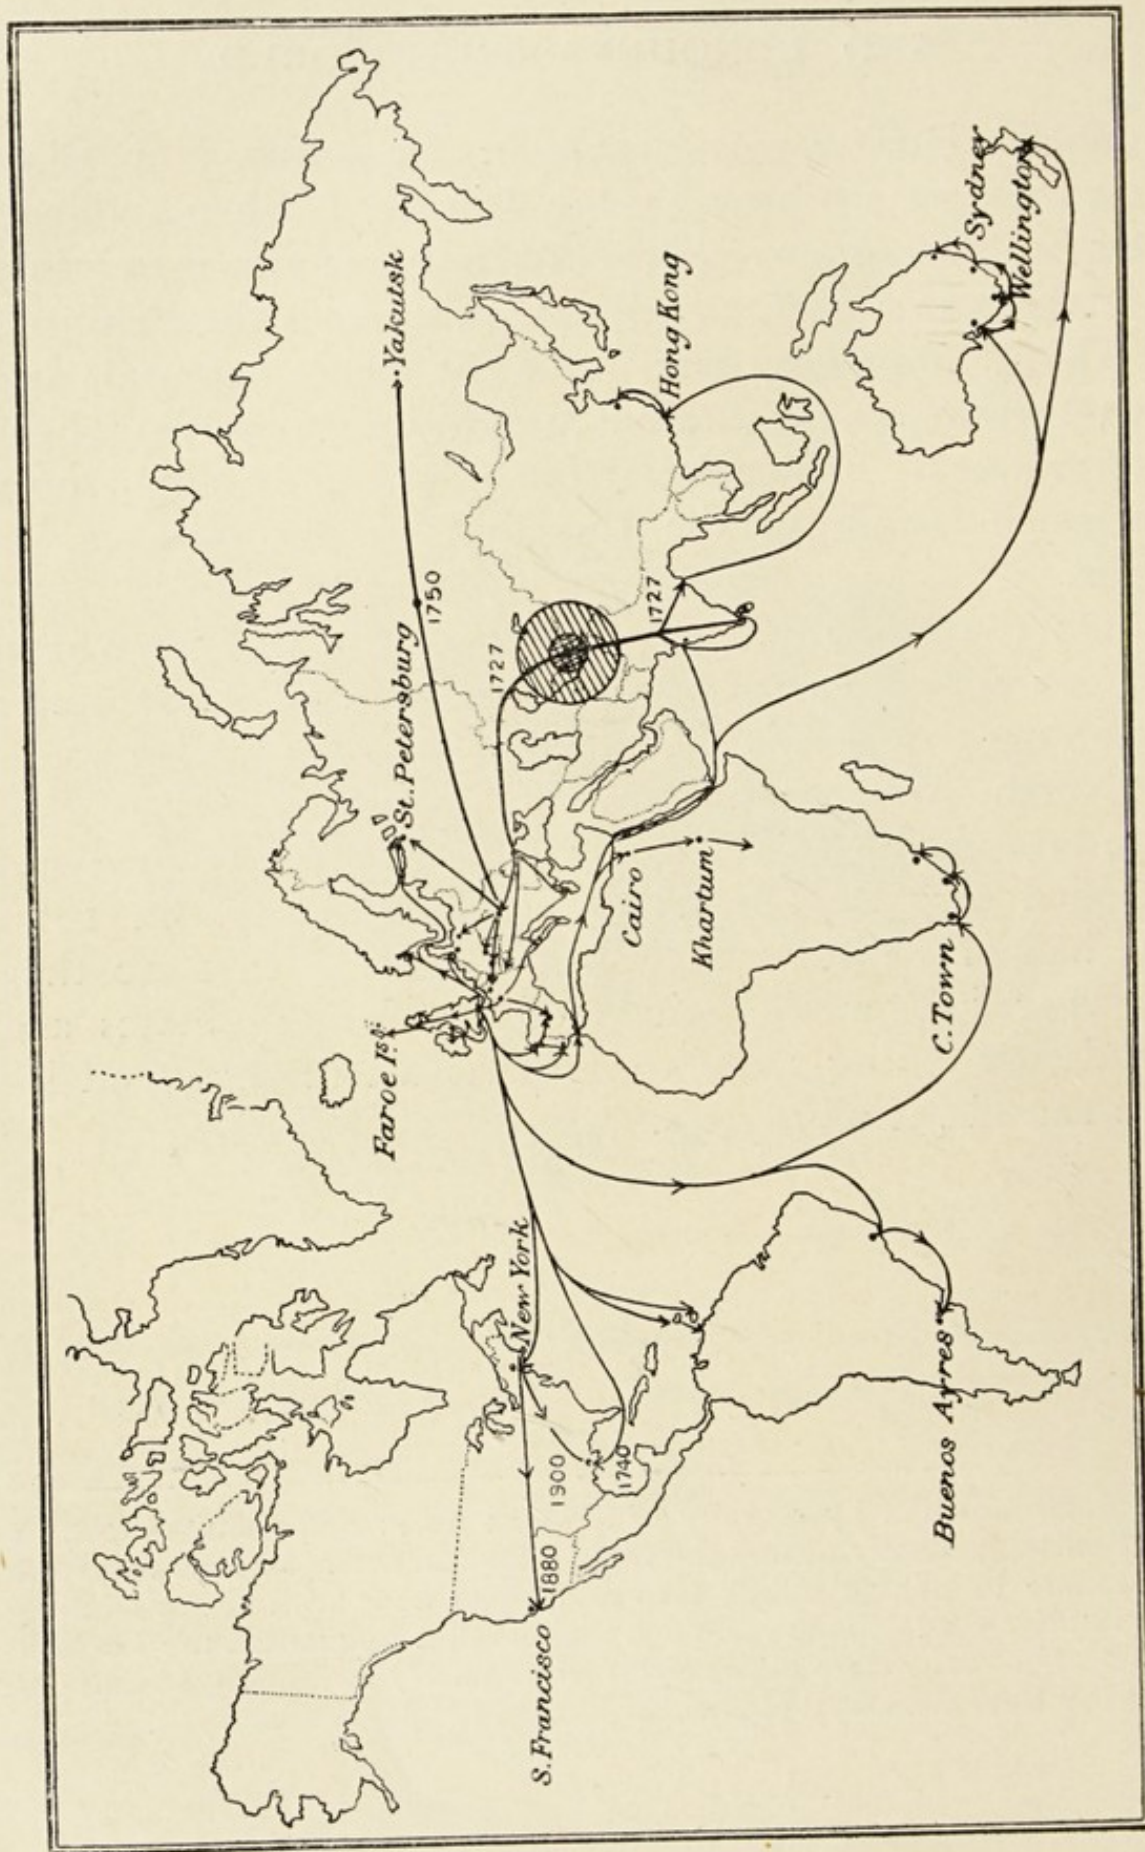 Faroe Iˢ.
St. Petersburg
Yakutsk
1750
1727
1727
New York
S. Francisco
1880
1900
1740
Cairo
Khartum
Hong Kong
C. Town
Buenos Ayres
Sydney
Wellington